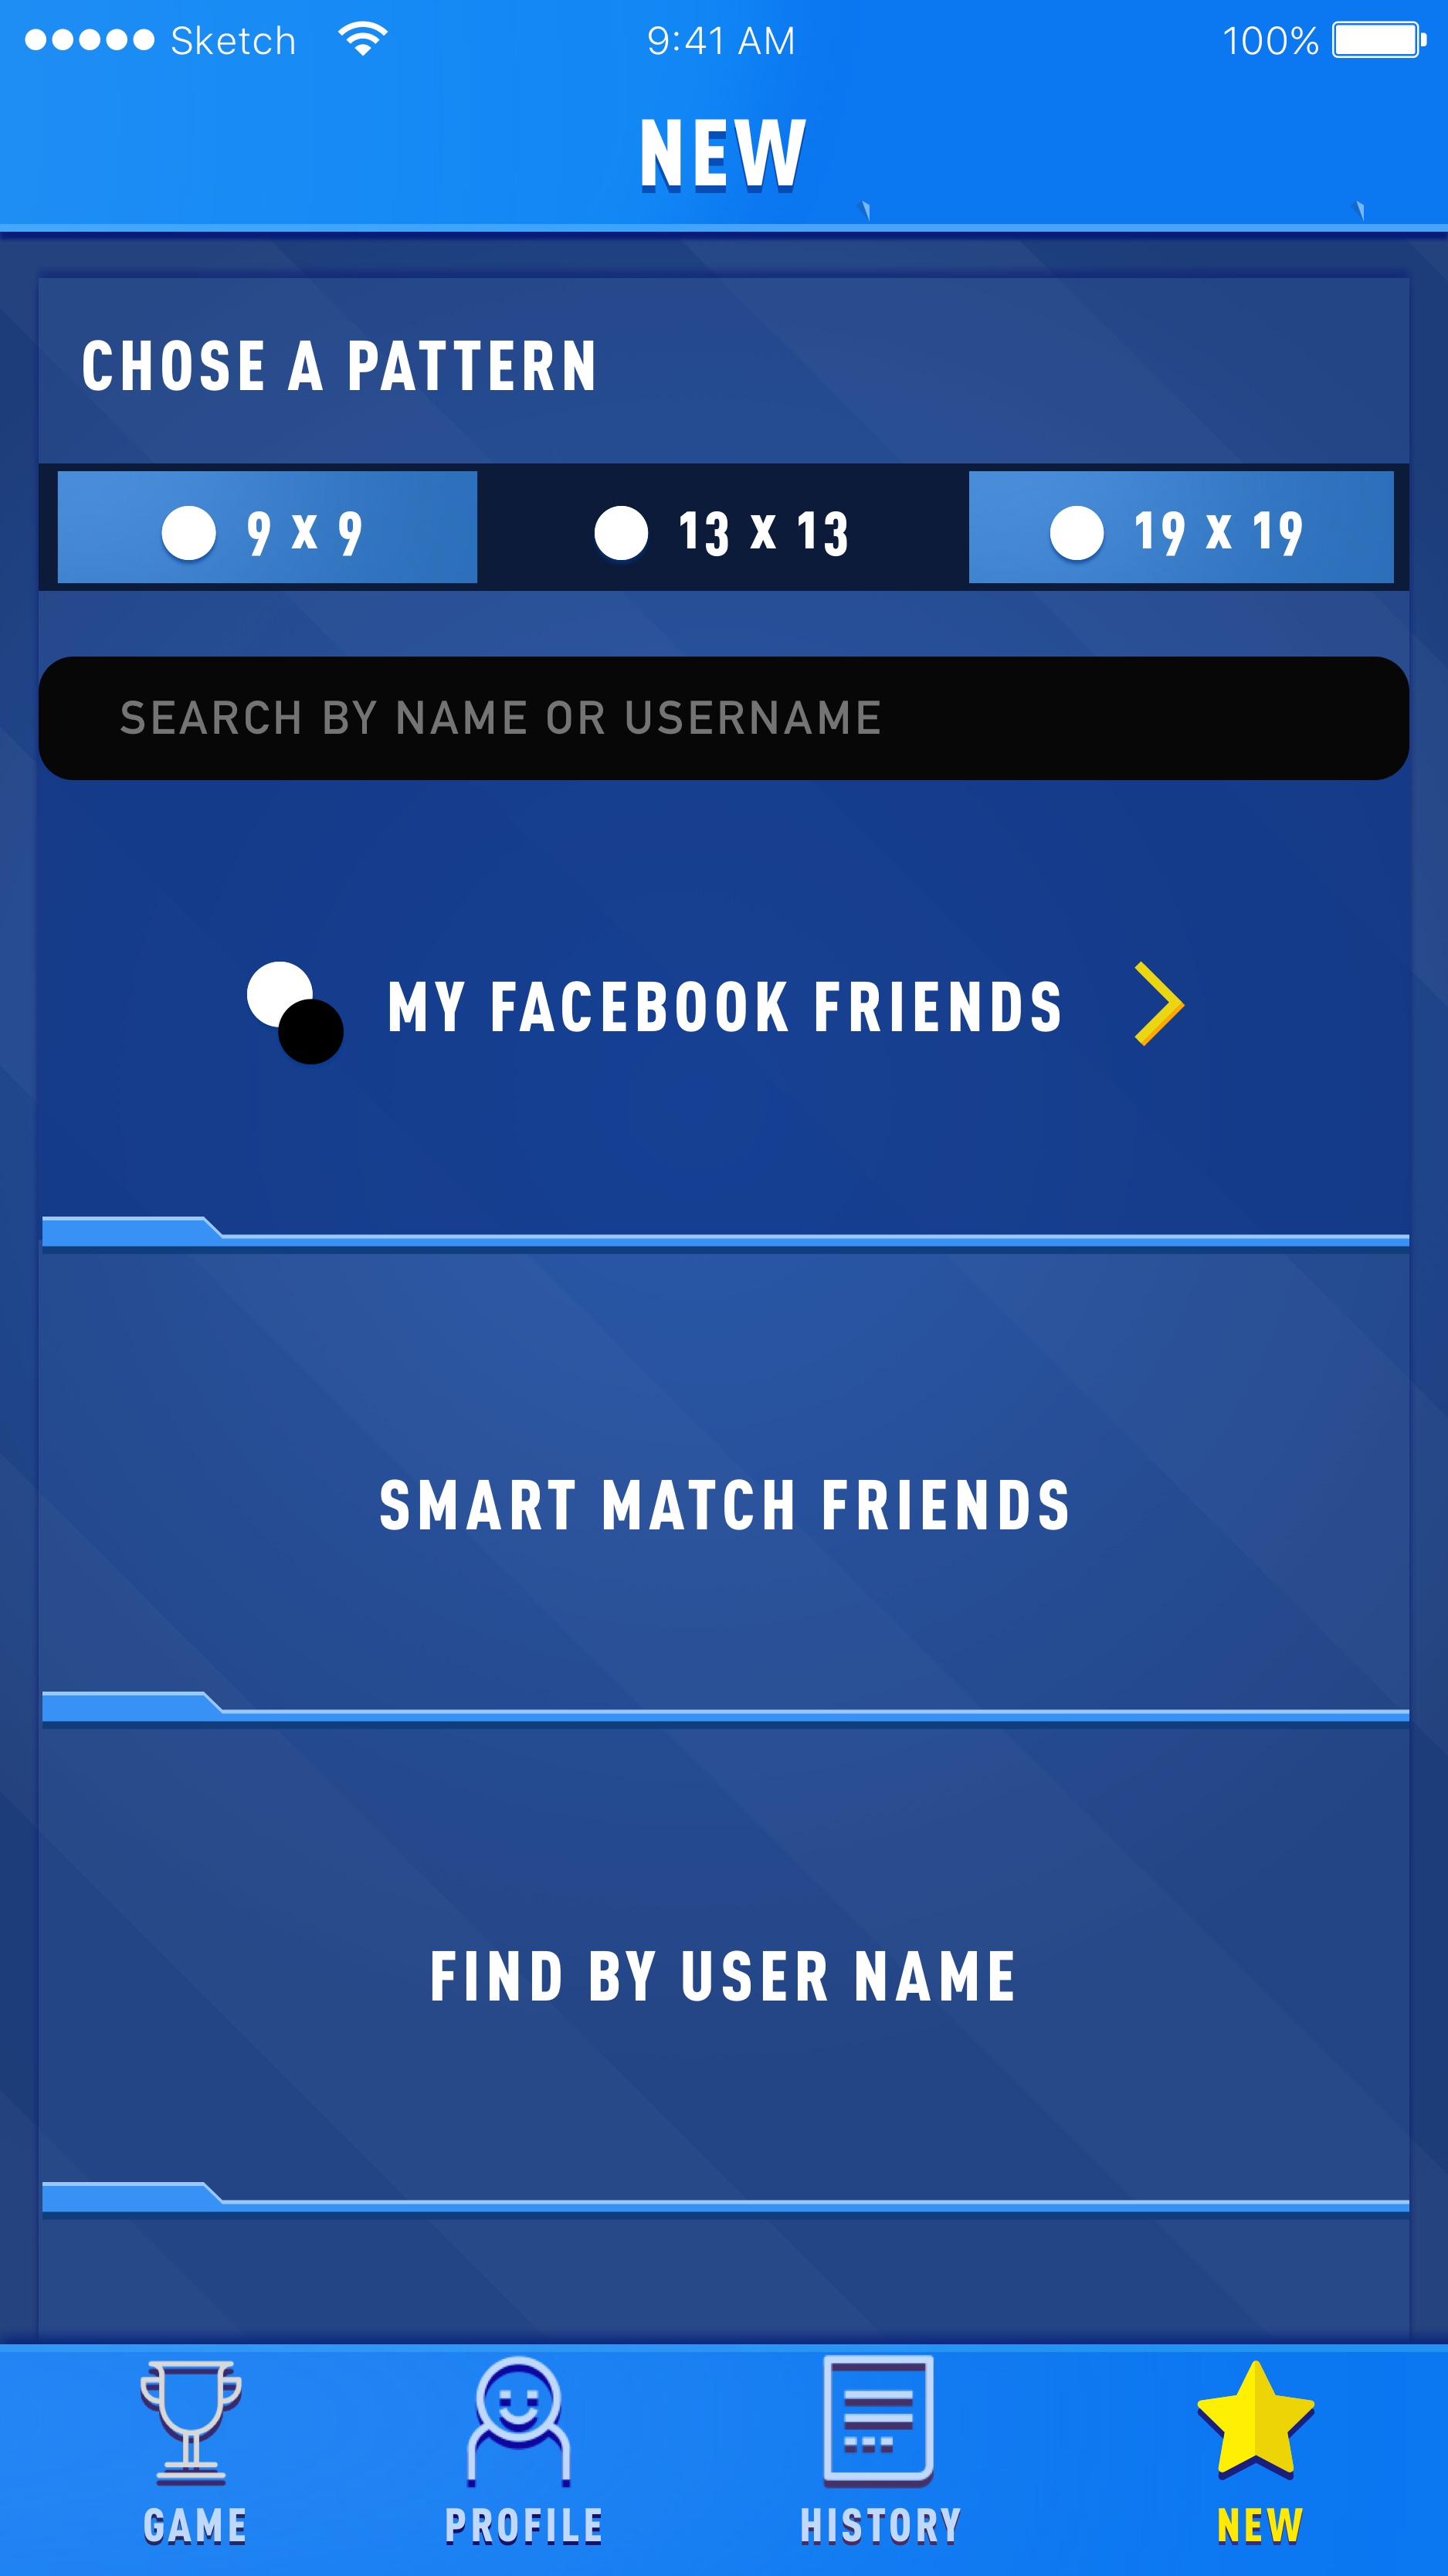 Sketch 9:41 AM 100%
NEW
CHOSE A PATTERN
9 X 9 13 X 13 19 X 19
SEARCH BY NAME OR USERNAME
MY FACEBOOK FRIENDS
SMART MATCH FRIENDS
FIND BY USER NAME
GAME PROFILE HISTORY NEW